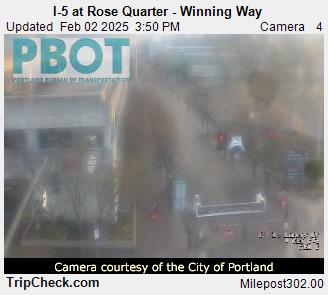 I-5 at Rose Quarter - Winning Way
Updated Feb 02 2025 3:50 PM Camera 4
PBOT
PORTLAND BUREAU OF TRANSPORTATION
Camera courtesy of the City of Portland
TripCheck.com Milepost302.00